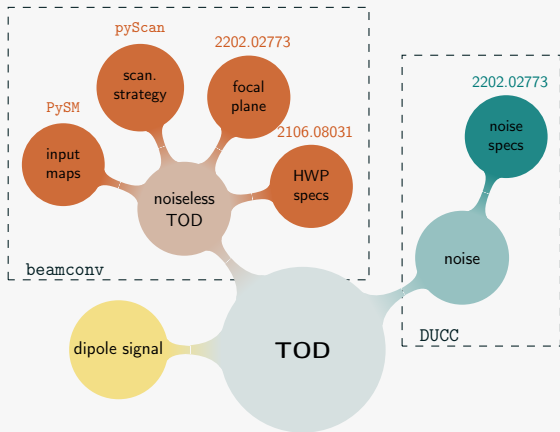 pyScan
2202.02773
scan.
strategy
focal
plane
PySM
2106.08031
input
maps
HWP
specs
noiseless
TOD
beamconv
2202.02773
noise
specs
noise
DUCC
dipole signal
TOD